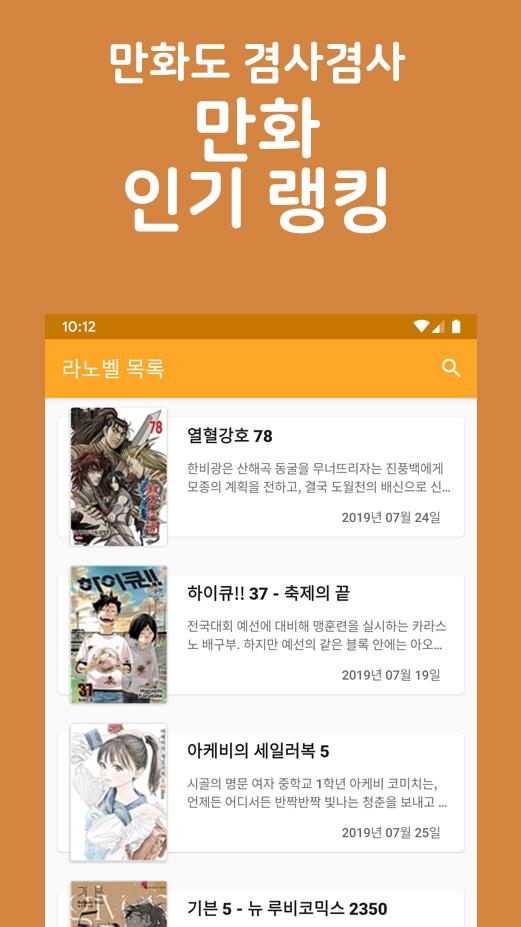 만화도 겸사겸사
만화
인기 랭킹
10:12
라노벨 목록
78
열혈강호 78
한비광은 산해곡 동굴을 무너뜨리자는 진풍백에게
모종의 계획을 전하고, 결국 도월천의 배신으로 신…
2019년 07월 24일
하이큐!!
37
하이큐!! 37 - 축제의 끝
전국대회 예선에 대비해 맹훈련을 실시하는 카라스
노 배구부. 하지만 예선의 같은 블록 안에는 아오…
2019년 07월 19일
아케비의 세일러복 5
시골의 명문 여자 중학교 1학년 아케비 코미치는,
언제든 어디서든 반짝반짝 빛나는 청춘을 보내고 …
2019년 07월 25일
기븐
기븐 5 - 뉴 루비코믹스 2350